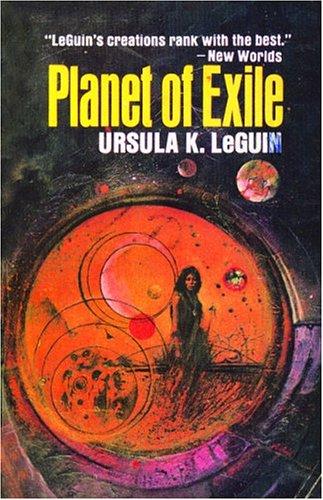 “LeGuin’s creations rank with the best.”
—New Worlds
Planet of Exile
URSULA K. LeGUIN